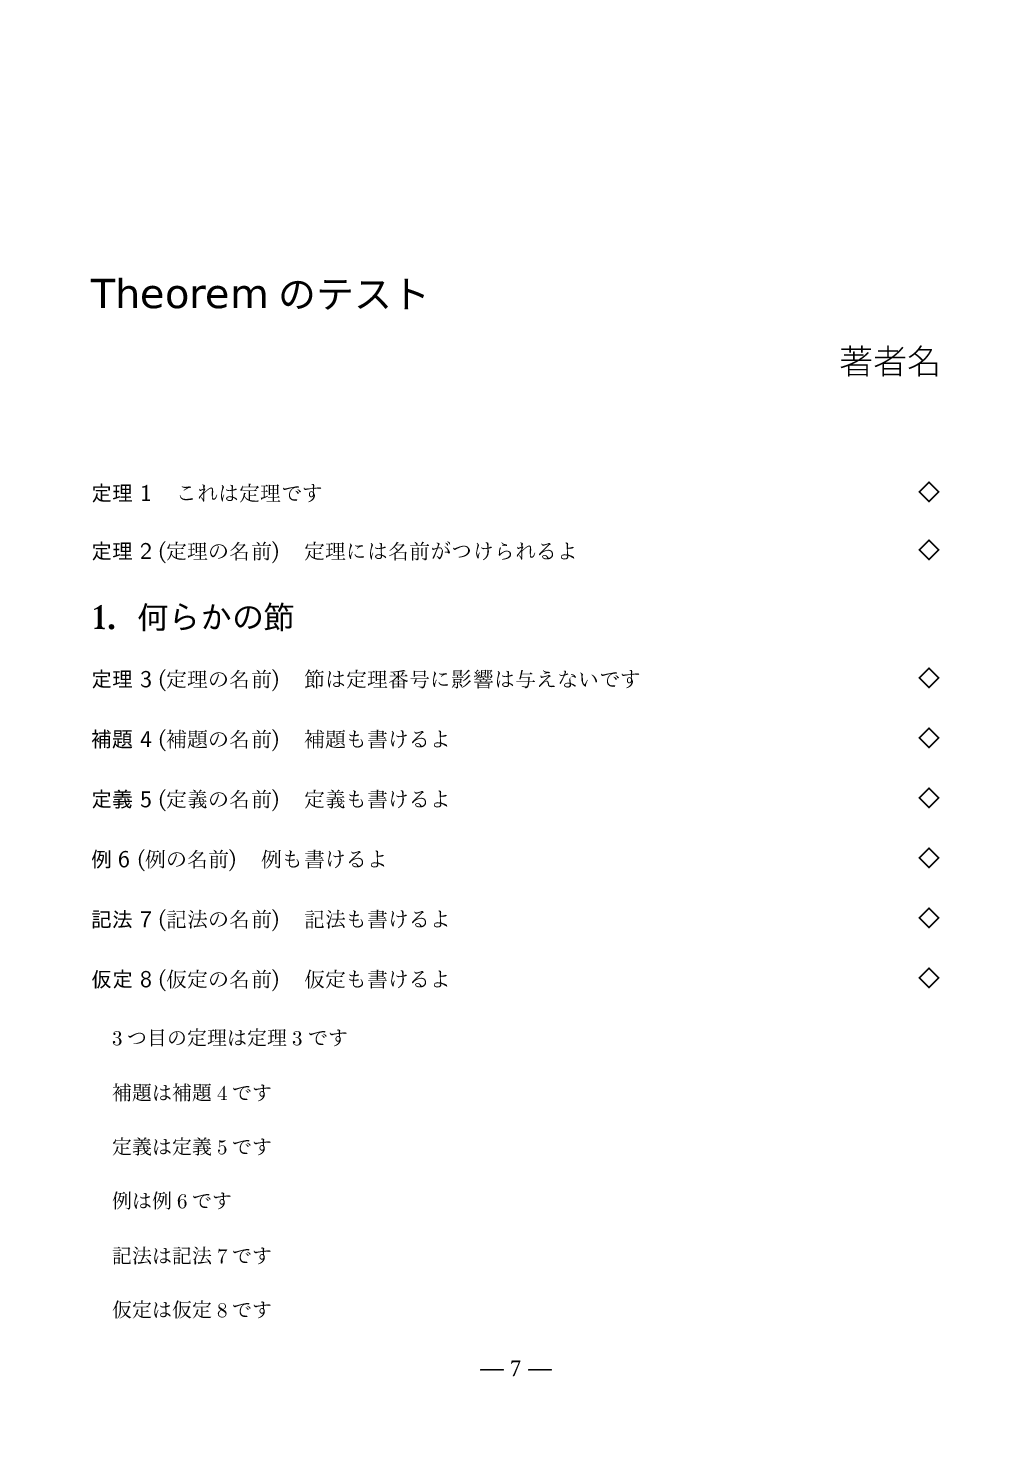 Theorem のテスト
著者名
定理 1　これは定理です ◇
定理 2 (定理の名前)　定理には名前がつけられるよ ◇
1. 何らかの節
定理 3 (定理の名前)　節は定理番号に影響は与えないです ◇
補題 4 (補題の名前)　補題も書けるよ ◇
定義 5 (定義の名前)　定義も書けるよ ◇
例 6 (例の名前)　例も書けるよ ◇
記法 7 (記法の名前)　記法も書けるよ ◇
仮定 8 (仮定の名前)　仮定も書けるよ ◇
3 つ目の定理は定理 3 です
補題は補題 4 です
定義は定義 5 です
例は例 6 です
記法は記法 7 です
仮定は仮定 8 です
— 7 —